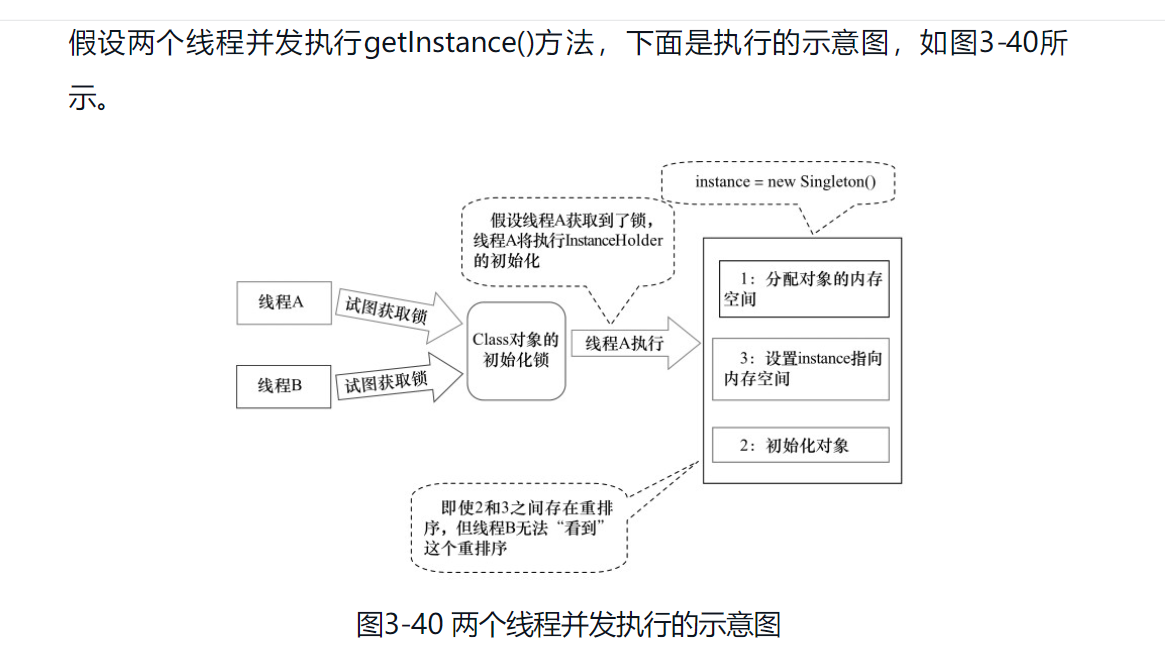 假设两个线程并发执行getInstance()方法，下面是执行的示意图，如图3-40所
示。
instance = new Singleton()
假设线程A获取到了锁，
线程A将执行InstanceHolder
的初始化
1：分配对象的内存
空间
线程A
试图获取锁
Class对象的
初始化锁
线程A执行
3：设置instance指向
内存空间
线程B
试图获取锁
2：初始化对象
即使2和3之间存在重排
序，但线程B无法“看到”
这个重排序
图3-40 两个线程并发执行的示意图